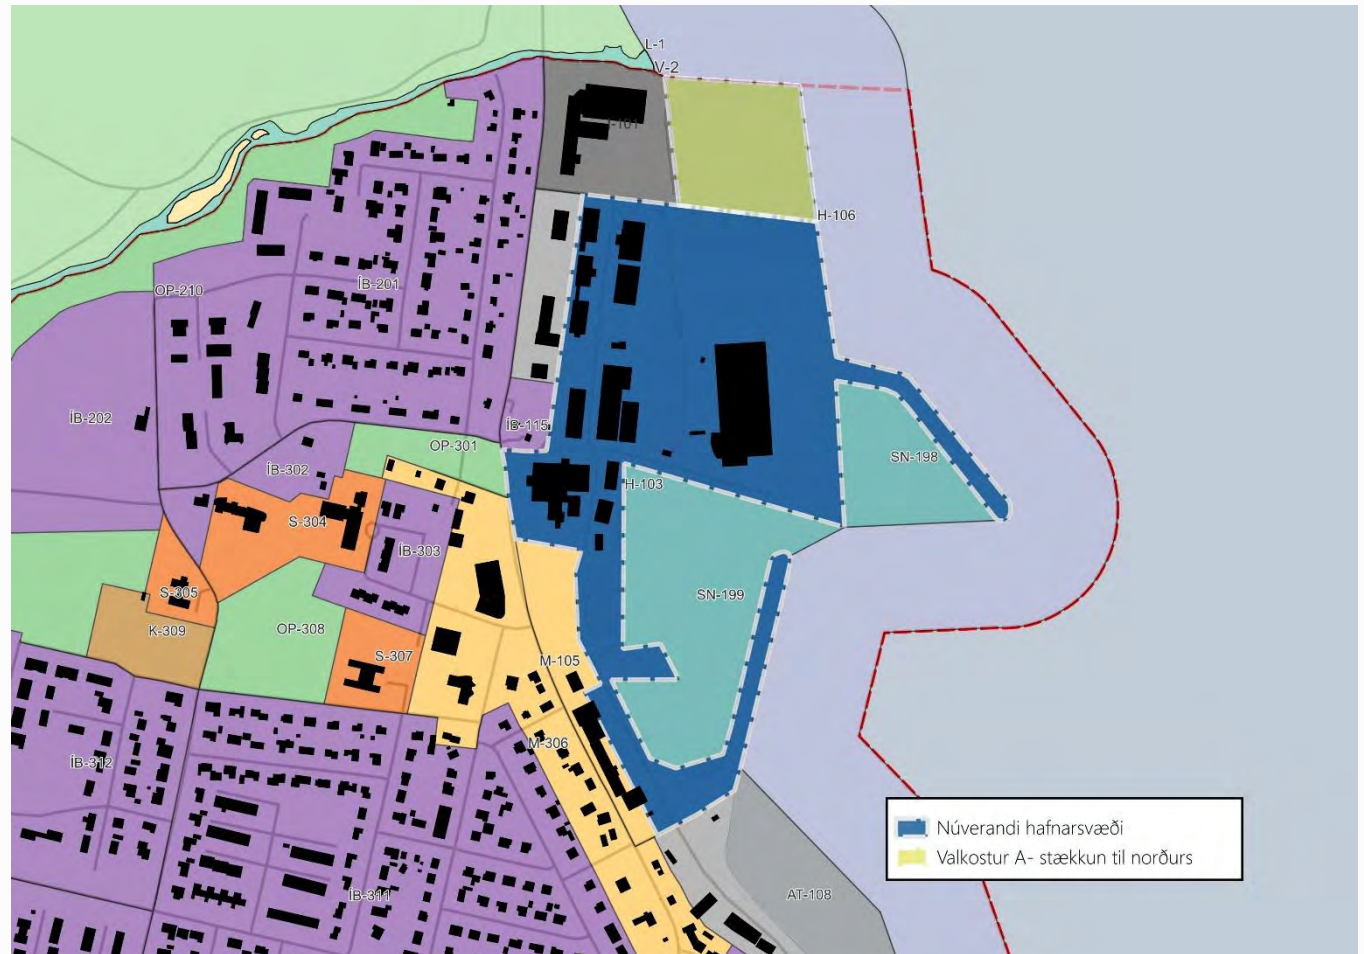 L-1
V-2
I-101
H-106
ÍB-201
OP-210
ÍB-202
ÍB-115
OP-301
SN-198
ÍB-302
H-103
S-304
ÍB-303
S-305
SN-199
K-309
OP-308
S-307
M-105
M-306
ÍB-312
Núverandi hafnarsvæði
Valkostur A- stækkun til norðurs
ÍB-311
AT-108